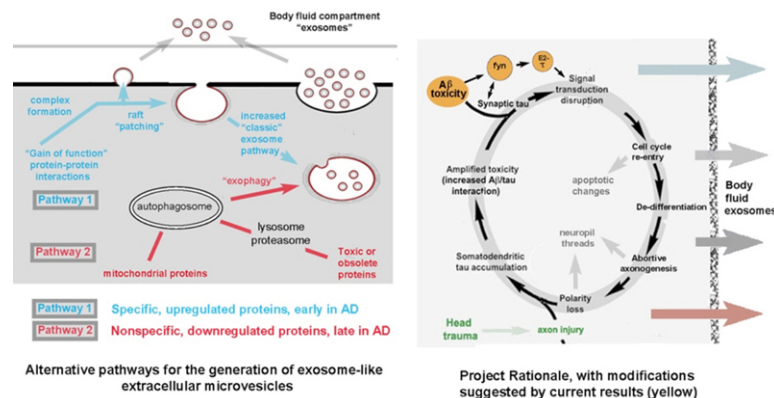 Body fluid compartment
"exosomes"
complex
formation
raft
"patching"
increased
"classic"
exosome
pathway
"Gain of function"
protein-protein
interactions
"exophagy"
Pathway 1
autophagosome
lysosome
proteasome
Pathway 2
mitochondrial proteins
Toxic or
obsolete
proteins
Pathway 1
Specific, upregulated proteins, early in AD
Pathway 2
Nonspecific, downregulated proteins, late in AD
Alternative pathways for the generation of exosome-like
extracellular microvesicles
Aβ
toxicity
fyn
E2-
τ
Synaptic tau
Signal
transduction
disruption
Cell cycle
re-entry
Amplified toxicity
(increased Aβ/tau
interaction)
apoptotic
changes
De-differentiation
Body
fluid
exosomes
neuropil
threads
Somatodendritic
tau accumulation
Abortive
axonogenesis
Polarity
loss
Head
trauma
axon injury
Project Rationale, with modifications
suggested by current results (yellow)